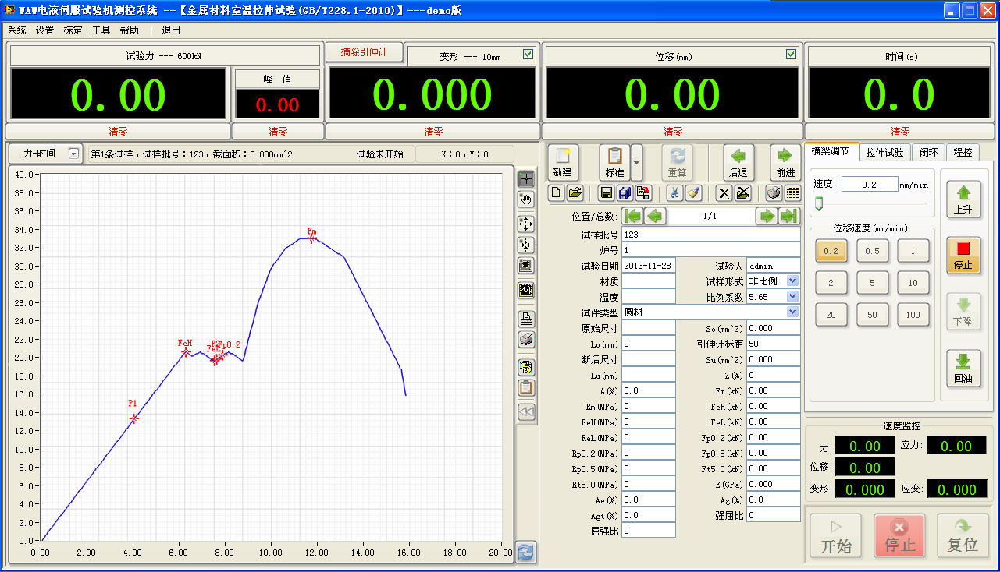 WAW电液伺服试验机测控系统 --【金属材料室温拉伸试验(GB/T228.1-2010)】---demo版
系统 设置 标定 工具 帮助 退出
试验力 --- 600kN
0.00
峰 值
0.00
摘除引伸计
变形 --- 10mm
0.000
位移(mm)
0.00
时间(s)
0.0
清零 清零 清零 清零 清零
力-时间
第1条试样，试样批号：123，截面积：0.000mm^2
试验未开始
X：0，Y：0
40.0
38.0
36.0
34.0
32.0
30.0
28.0
26.0
24.0
22.0
20.0
18.0
16.0
14.0
12.0
10.0
8.0
6.0
4.0
2.0
0.0
0.00 2.00 4.00 6.00 8.00 10.00 12.00 14.00 16.00 18.00 20.00
Fm
FeH
P2
FeL
Fp0.2
P1
新建
标准
重算
后退
前进
位置/总数: 1/1
试样批号 123
炉号 1
试验日期 2013-11-28 试验人 admin
材质 试样形式 非比例
温度 比例系数 5.65
试件类型 圆材
原始尺寸 So(mm^2) 0.000
Lo(mm) 0 引伸计标距 50
断后尺寸 Su(mm^2) 0.000
Lu(mm) Z(%) 0
A(%) 0.0 Fm(kN) 0.00
Rm(MPa) 0 FeH(kN) 0.00
ReH(MPa) 0 FeL(kN) 0.00
ReL(MPa) 0 Fp0.2(kN) 0.00
Rp0.2(MPa) 0 Fp0.5(kN) 0.00
Rp0.5(MPa) 0 Ft5.0(kN) 0.00
Rt5.0(MPa) 0 E(GPa) 0.000
Ae(%) 0.0 Ag(%) 0.0
Agt(%) 0.0 强屈比 0
屈强比 0
横梁调节 拉伸试验 闭环 程控
速度: 0.2 mm/min
位移速度(mm/min)
0.2 0.5 1
2 5 10
20 50 100
上升
停止
下降
回油
速度监控
力: 0.00 应力: 0.00
位移: 0.00
变形: 0.000 应变: 0.000
开始 停止 复位